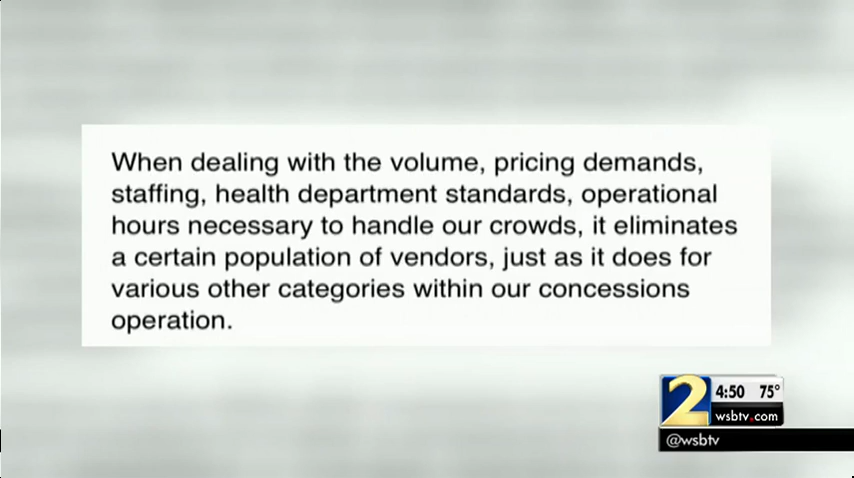 When dealing with the volume, pricing demands,
staffing, health department standards, operational
hours necessary to handle our crowds, it eliminates
a certain population of vendors, just as it does for
various other categories within our concessions
operation.
2
4:50 75°
wsbtv.com
@wsbtv